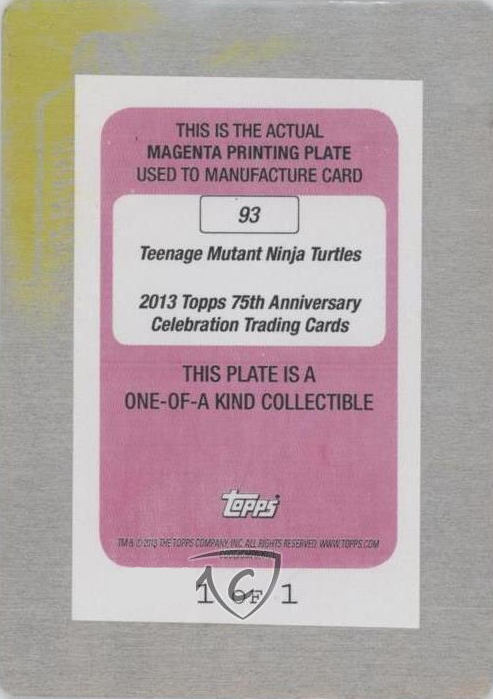 THIS IS THE ACTUAL
MAGENTA PRINTING PLATE
USED TO MANUFACTURE CARD
93
Teenage Mutant Ninja Turtles
2013 Topps 75th Anniversary
Celebration Trading Cards
THIS PLATE IS A
ONE-OF-A KIND COLLECTIBLE
topps
TM & © 2013 THE TOPPS COMPANY, INC. ALL RIGHTS RESERVED. WWW.TOPPS.COM
1 OF 1